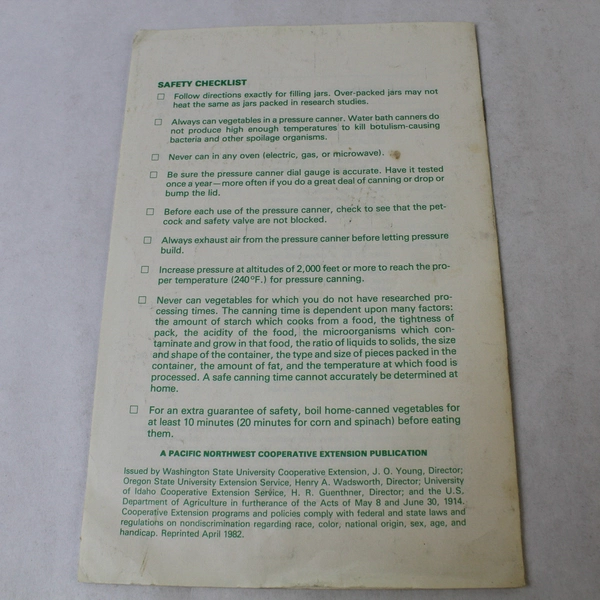 SAFETY CHECKLIST
☐ Follow directions exactly for filling jars. Over-packed jars may not
heat the same as jars packed in research studies.
☐ Always can vegetables in a pressure canner. Water bath canners do
not produce high enough temperatures to kill botulism-causing
bacteria and other spoilage organisms.
☐ Never can in any oven (electric, gas, or microwave).
☐ Be sure the pressure canner dial gauge is accurate. Have it tested
once a year—more often if you do a great deal of canning or drop or
bump the lid.
☐ Before each use of the pressure canner, check to see that the pet-
cock and safety valve are not blocked.
☐ Always exhaust air from the pressure canner before letting pressure
build.
☐ Increase pressure at altitudes of 2,000 feet or more to reach the pro-
per temperature (240°F.) for pressure canning.
☐ Never can vegetables for which you do not have researched pro-
cessing times. The canning time is dependent upon many factors:
the amount of starch which cooks from a food, the tightness of
pack, the acidity of the food, the microorganisms which con-
taminate and grow in that food, the ratio of liquids to solids, the size
and shape of the container, the type and size of pieces packed in the
container, the amount of fat, and the temperature at which food is
processed. A safe canning time cannot accurately be determined at
home.
☐ For an extra guarantee of safety, boil home-canned vegetables for
at least 10 minutes (20 minutes for corn and spinach) before eating
them.
A PACIFIC NORTHWEST COOPERATIVE EXTENSION PUBLICATION
Issued by Washington State University Cooperative Extension, J. O. Young, Director;
Oregon State University Extension Service, Henry A. Wadsworth, Director; University
of Idaho Cooperative Extension Service, H. R. Guenthner, Director; and the U.S.
Department of Agriculture in furtherance of the Acts of May 8 and June 30, 1914.
Cooperative Extension programs and policies comply with federal and state laws and
regulations on nondiscrimination regarding race, color, national origin, sex, age, and
handicap. Reprinted April 1982.